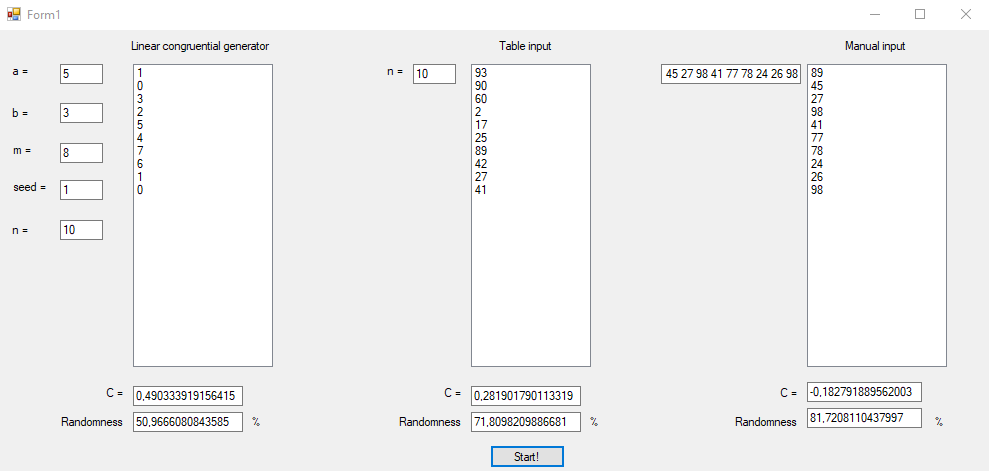 Form1
Linear congruential generator
a =
5
b =
3
m =
8
seed =
1
n =
10
1
0
3
2
5
4
7
6
1
0
C =
0,490333919156415
Randomness
50,9666080843585
%
Table input
n =
10
93
90
60
2
17
25
89
42
27
41
C =
0,281901790113319
Randomness
71,8098209886681
%
Manual input
45 27 98 41 77 78 24 26 98
89
45
27
98
41
77
78
24
26
98
C =
-0,182791889562003
Randomness
81,7208110437997
%
Start!